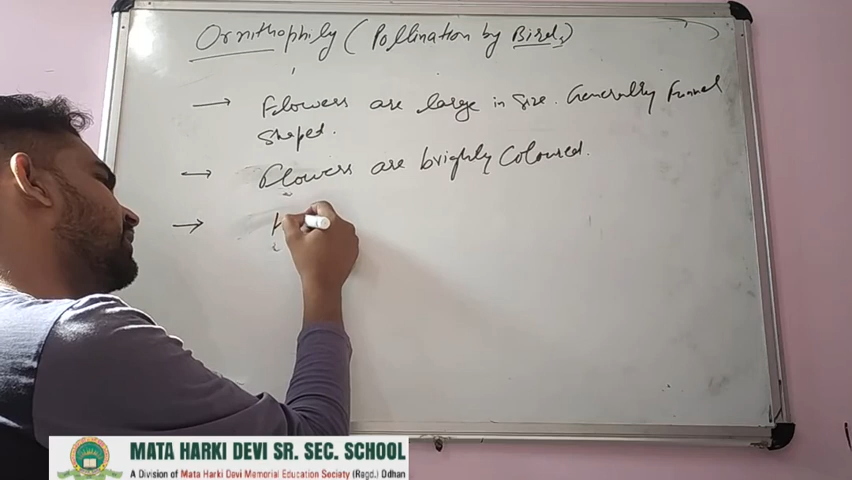 Ornithophily (Pollination by Birds)
→ Flowers are large in size. Generally Funnel
shaped.
→ Flowers are brighly Coloured.
→
MATA HARKI DEVI SR. SEC. SCHOOL
A Division of Mata Harki Devi Memorial Education Society (Regd.) Odhan